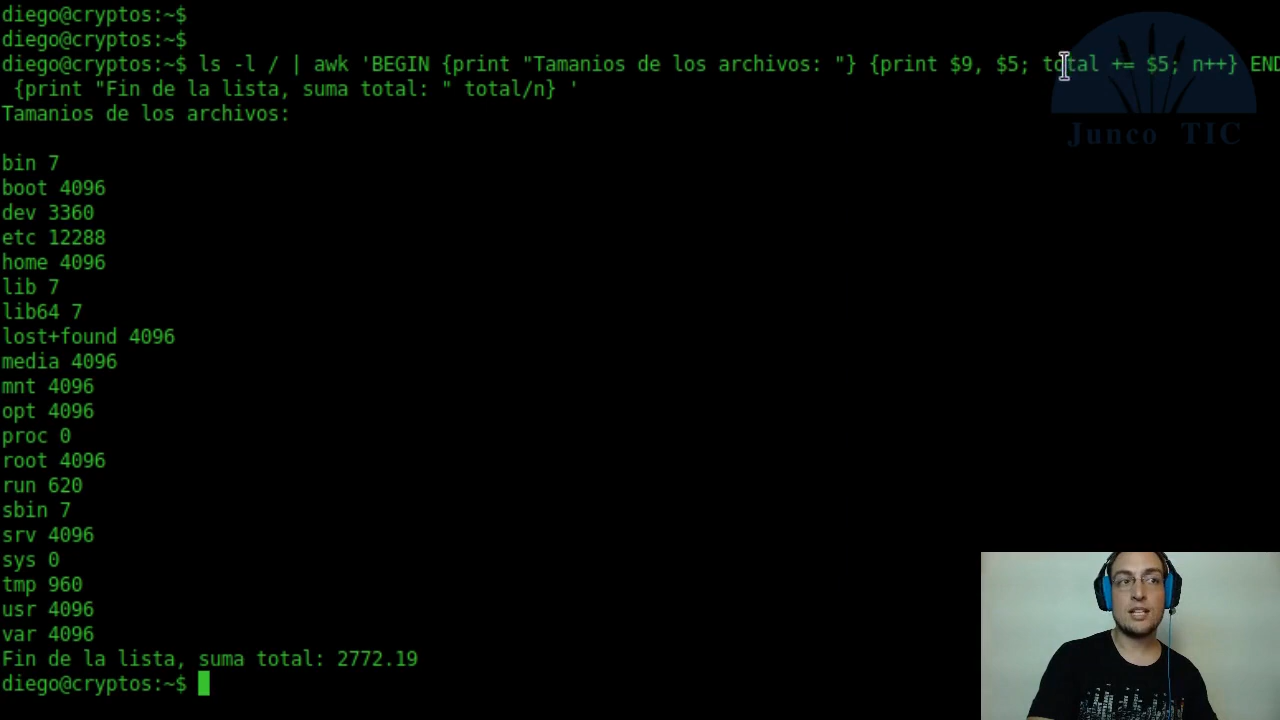 diego@cryptos:~$
diego@cryptos:~$
diego@cryptos:~$ ls -l / | awk 'BEGIN {print "Tamanios de los archivos: "} {print $9, $5; total += $5; n++} END
{print "Fin de la lista, suma total: " total/n} '
Tamanios de los archivos:
bin 7
boot 4096
dev 3360
etc 12288
home 4096
lib 7
lib64 7
lost+found 4096
media 4096
mnt 4096
opt 4096
proc 0
root 4096
run 620
sbin 7
srv 4096
sys 0
tmp 960
usr 4096
var 4096
Fin de la lista, suma total: 2772.19
diego@cryptos:~$
Junco TIC